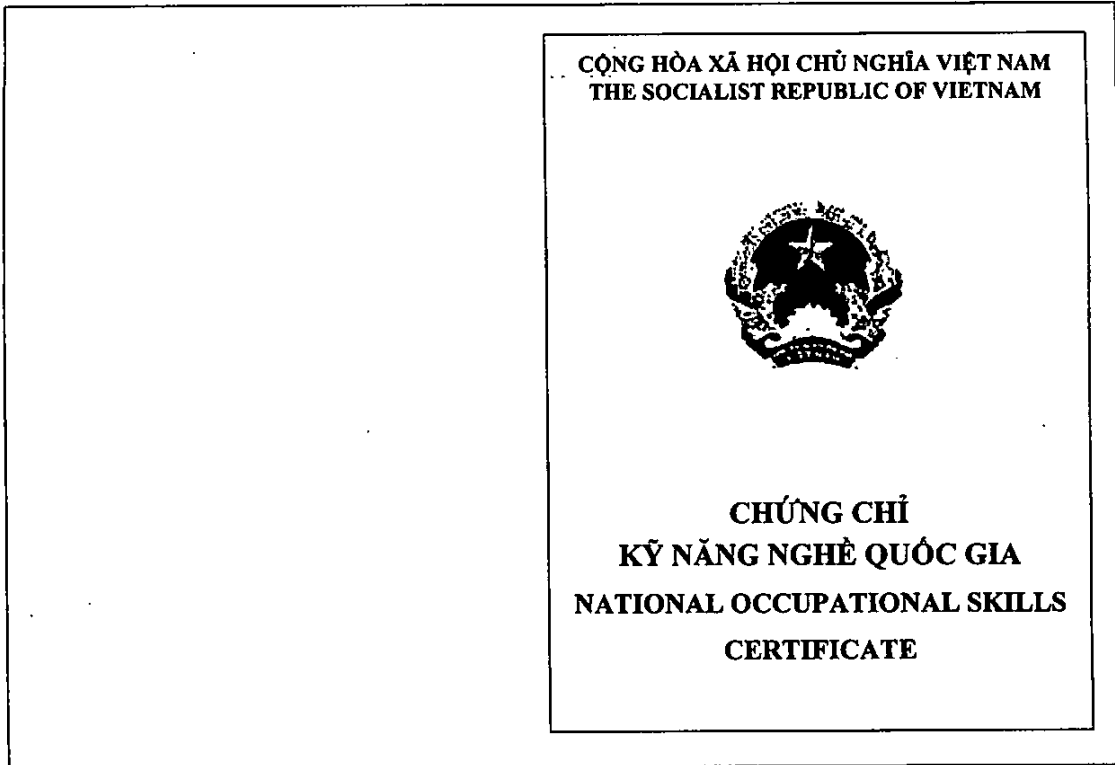 CỘNG HÒA XÃ HỘI CHỦ NGHĨA VIỆT NAM
THE SOCIALIST REPUBLIC OF VIETNAM
CHỨNG CHỈ
KỸ NĂNG NGHỀ QUỐC GIA
NATIONAL OCCUPATIONAL SKILLS
CERTIFICATE